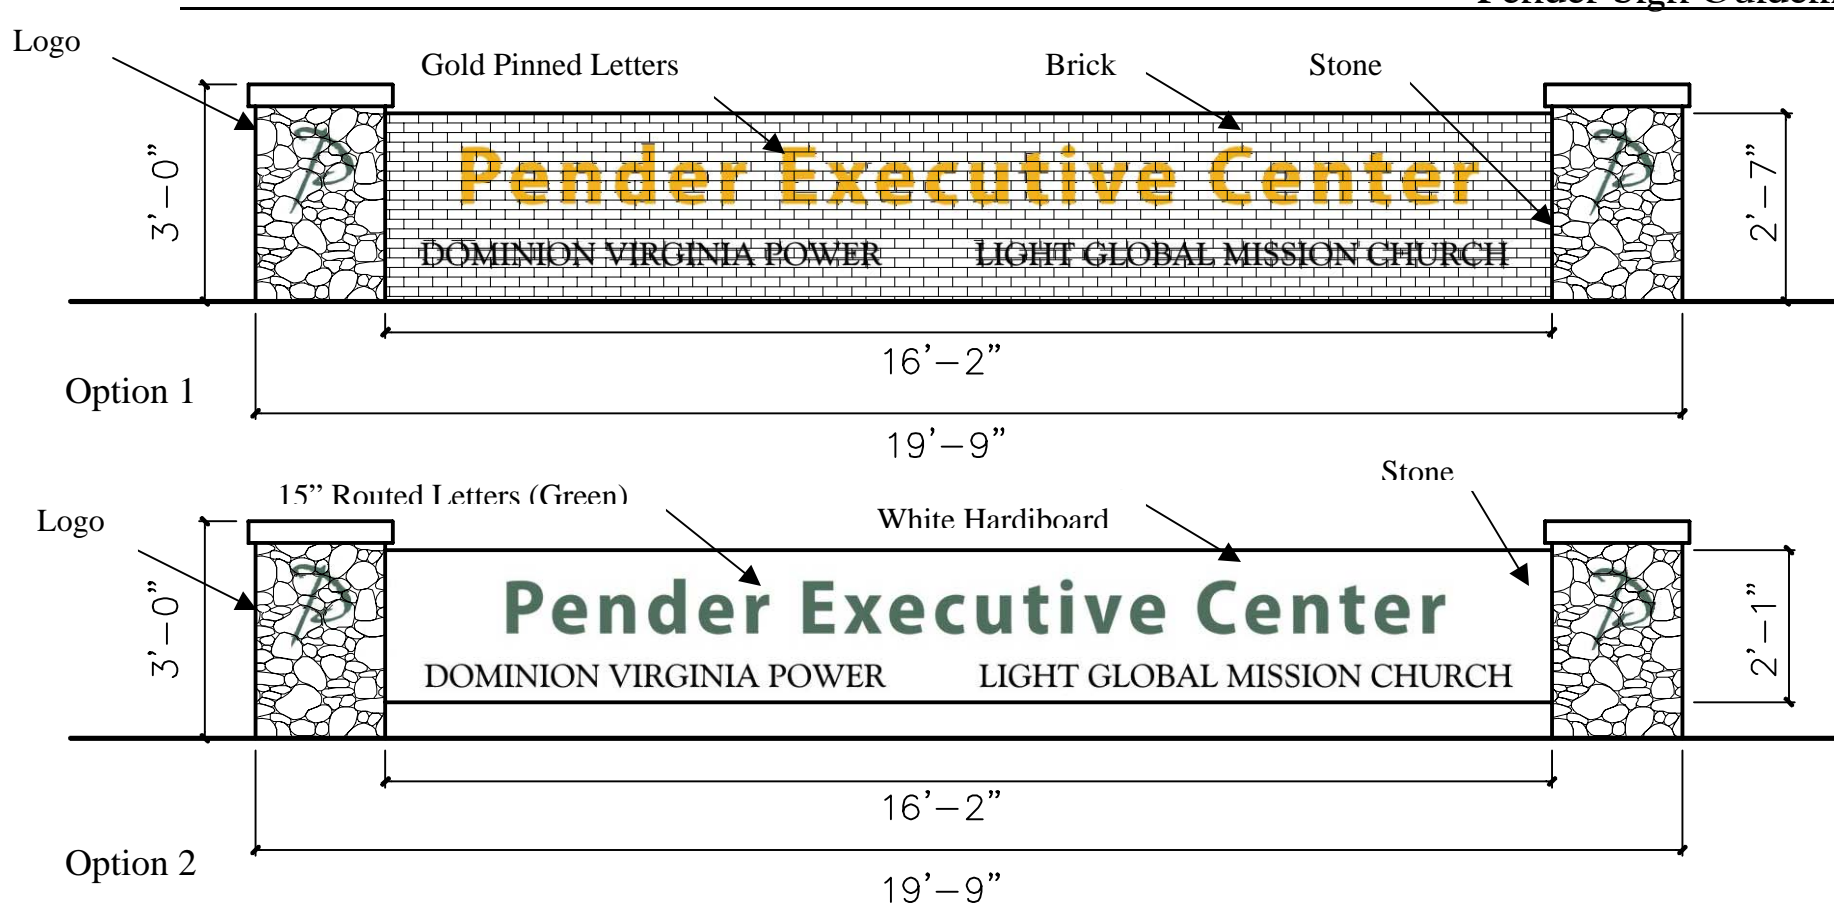 Logo
Gold Pinned Letters
Brick
Stone
3'-0"
Pender Executive Center
2'-7"
DOMINION VIRGINIA POWER
LIGHT GLOBAL MISSION CHURCH
16'-2"
Option 1
19'-9"
Stone
15” Routed Letters (Green)
Logo
White Hardiboard
3'-0"
Pender Executive Center
2'-1"
DOMINION VIRGINIA POWER
LIGHT GLOBAL MISSION CHURCH
16'-2"
Option 2
19'-9"